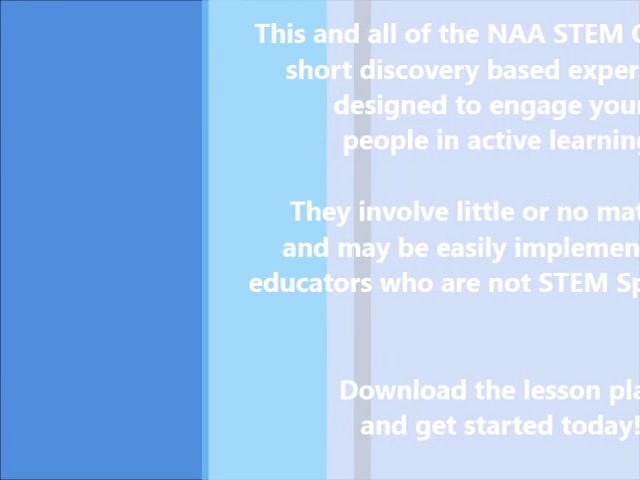 This and all of the NAA STEM
short discovery based
designed to engage
people in active learning
They involve little or no
and may be easily
educators who are not STEM
Download the lesson
and get started today!